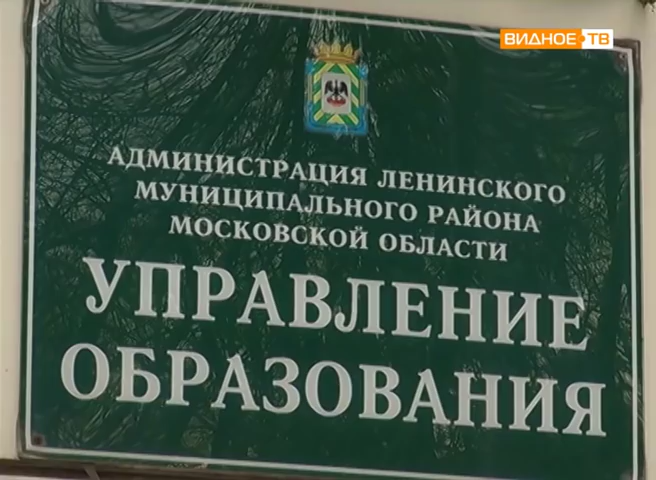 ВИДНОЕ ТВ
АДМИНИСТРАЦИЯ ЛЕНИНСКОГО
МУНИЦИПАЛЬНОГО РАЙОНА
МОСКОВСКОЙ ОБЛАСТИ
УПРАВЛЕНИЕ
ОБРАЗОВАНИЯ